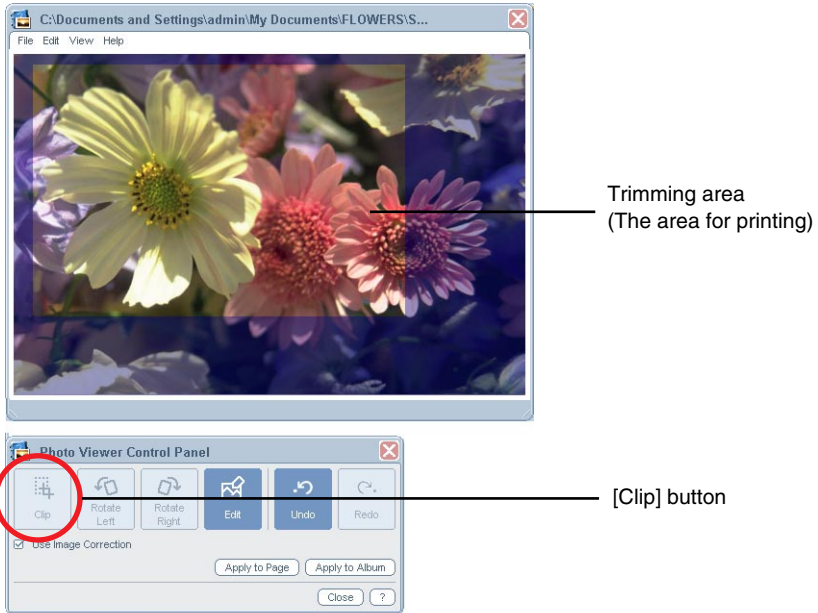 C:\Documents and Settings\admin\My Documents\FLOWERS\S...
File Edit View Help
Trimming area
(The area for printing)
Photo Viewer Control Panel
Clip
Rotate Left
Rotate Right
Edit
Undo
Redo
[Clip] button
Use Image Correction
Apply to Page
Apply to Album
Close
?